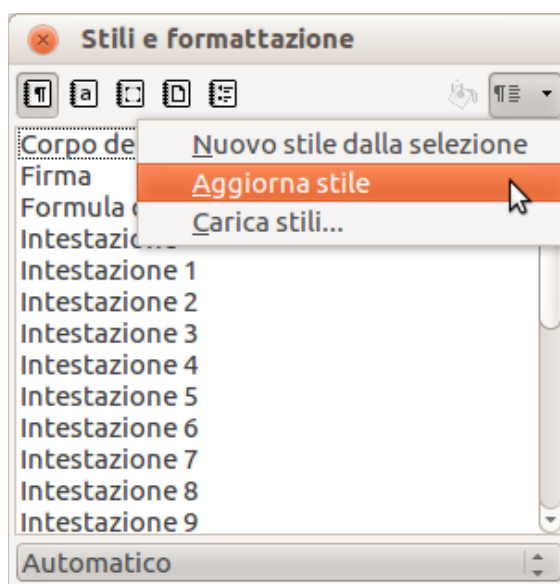 Stili e formattazione
Nuovo stile dalla selezione
Aggiorna stile
Carica stili...
Corpo de
Firma
Formula
Intestazione 1
Intestazione 2
Intestazione 3
Intestazione 4
Intestazione 5
Intestazione 6
Intestazione 7
Intestazione 8
Intestazione 9
Automatico